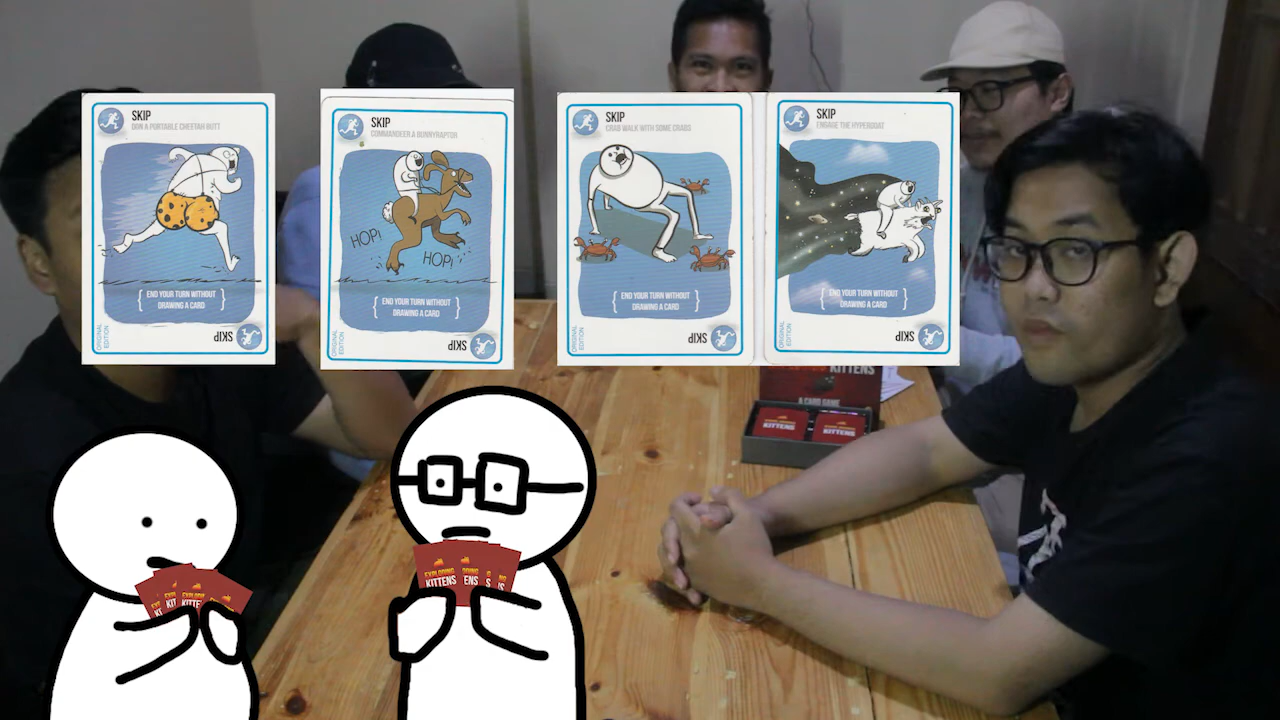 SKIP
DON A PORTABLE CHEETAH BUTT
END YOUR TURN WITHOUT
DRAWING A CARD
ORIGINAL
EDITION
SKIP
SKIP
COMMANDEER A BUNNYRAPTOR
HOP!
HOP!
END YOUR TURN WITHOUT
DRAWING A CARD
ORIGINAL
EDITION
SKIP
SKIP
CRAB WALK WITH SOME CRABS
END YOUR TURN WITHOUT
DRAWING A CARD
ORIGINAL
EDITION
SKIP
SKIP
ENGAGE THE HYPERGOAT
END YOUR TURN WITHOUT
DRAWING A CARD
ORIGINAL
EDITION
SKIP
KITTENS
A CARD GAME
KITTENS
KITTENS
EXPLODING
KITTENS